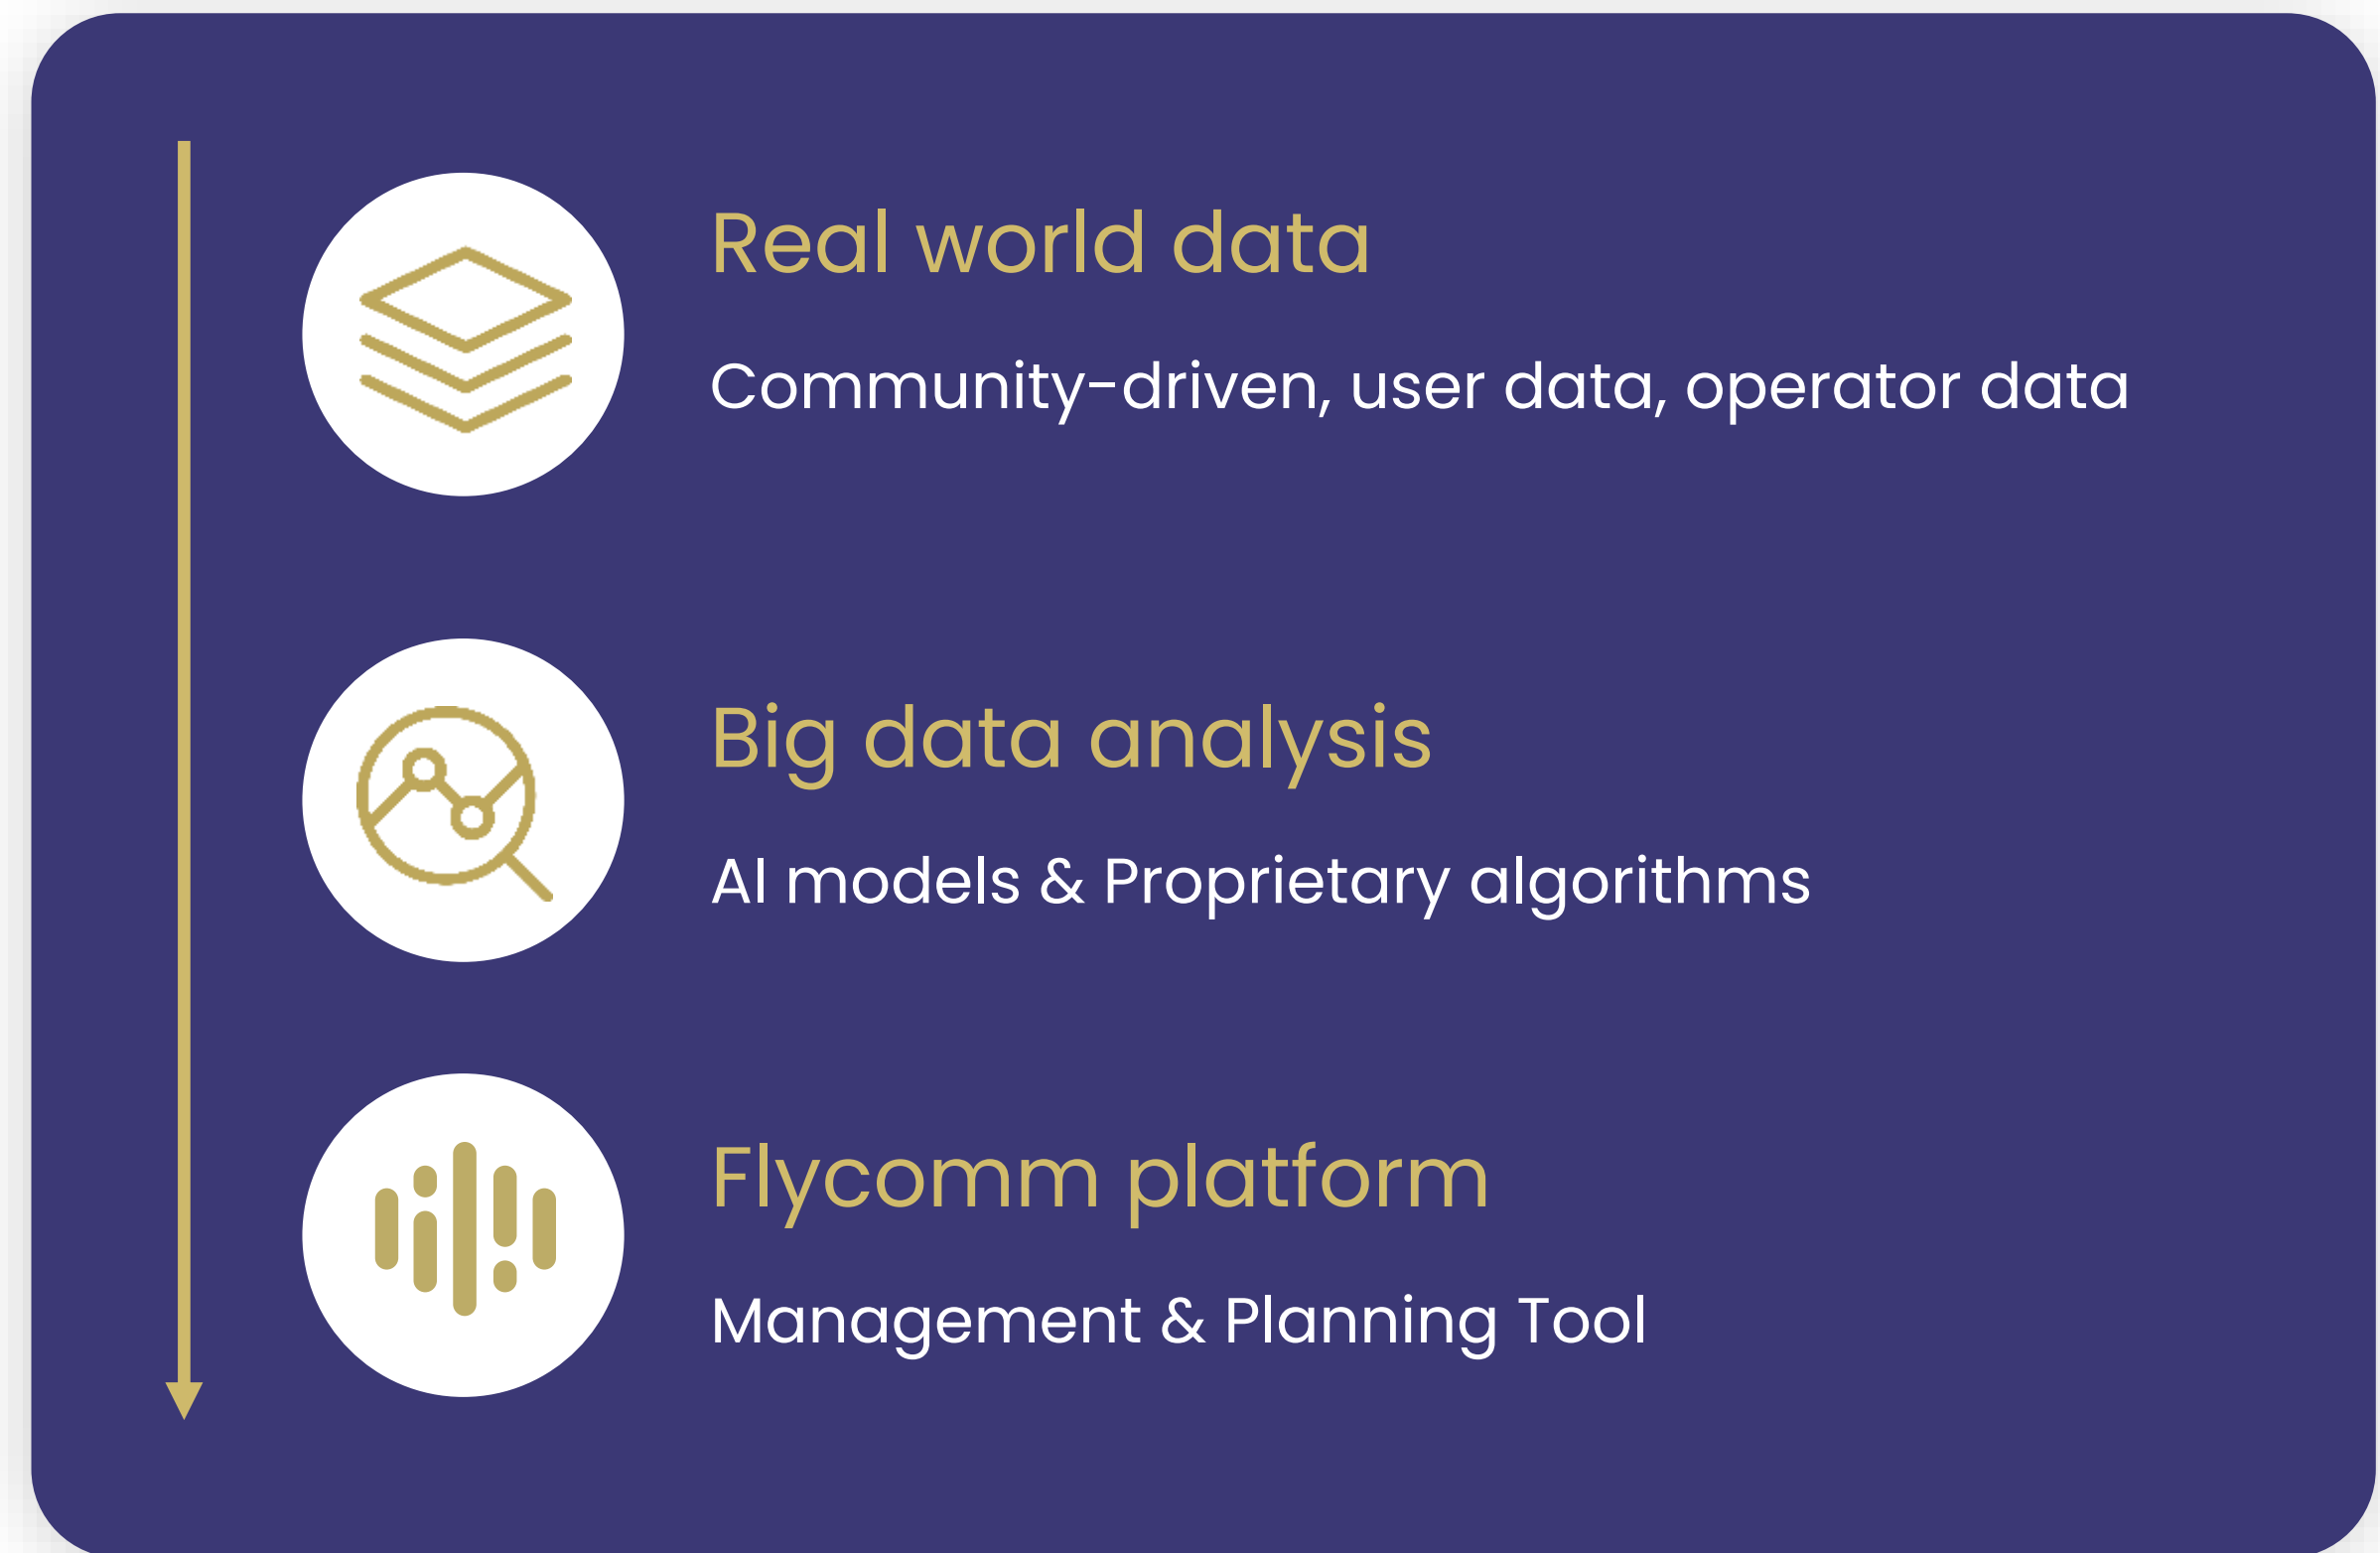 Real world data
Community-driven, user data, operator data
Big data analysis
AI models & Proprietary algorithms
Flycomm platform
Management & Planning Tool